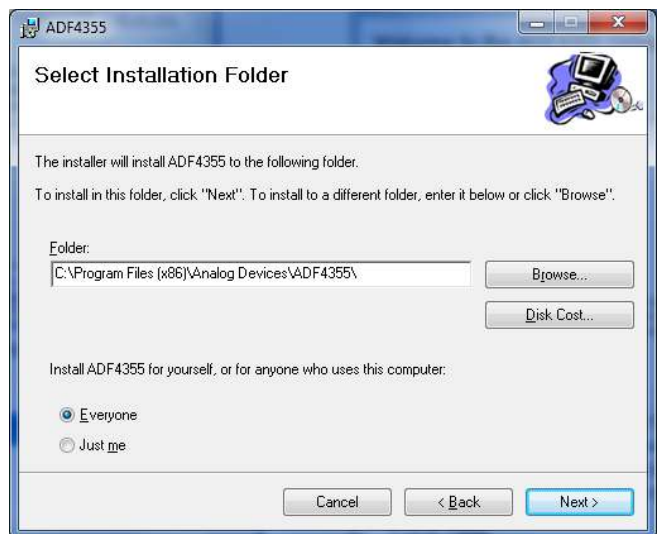 ADF4355
Select Installation Folder
The installer will install ADF4355 to the following folder.
To install in this folder, click "Next". To install to a different folder, enter it below or click "Browse".
Folder:
C:\Program Files (x86)\Analog Devices\ADF4355\
Browse...
Disk Cost...
Install ADF4355 for yourself, or for anyone who uses this computer:
Everyone
Just me
Cancel
< Back
Next >